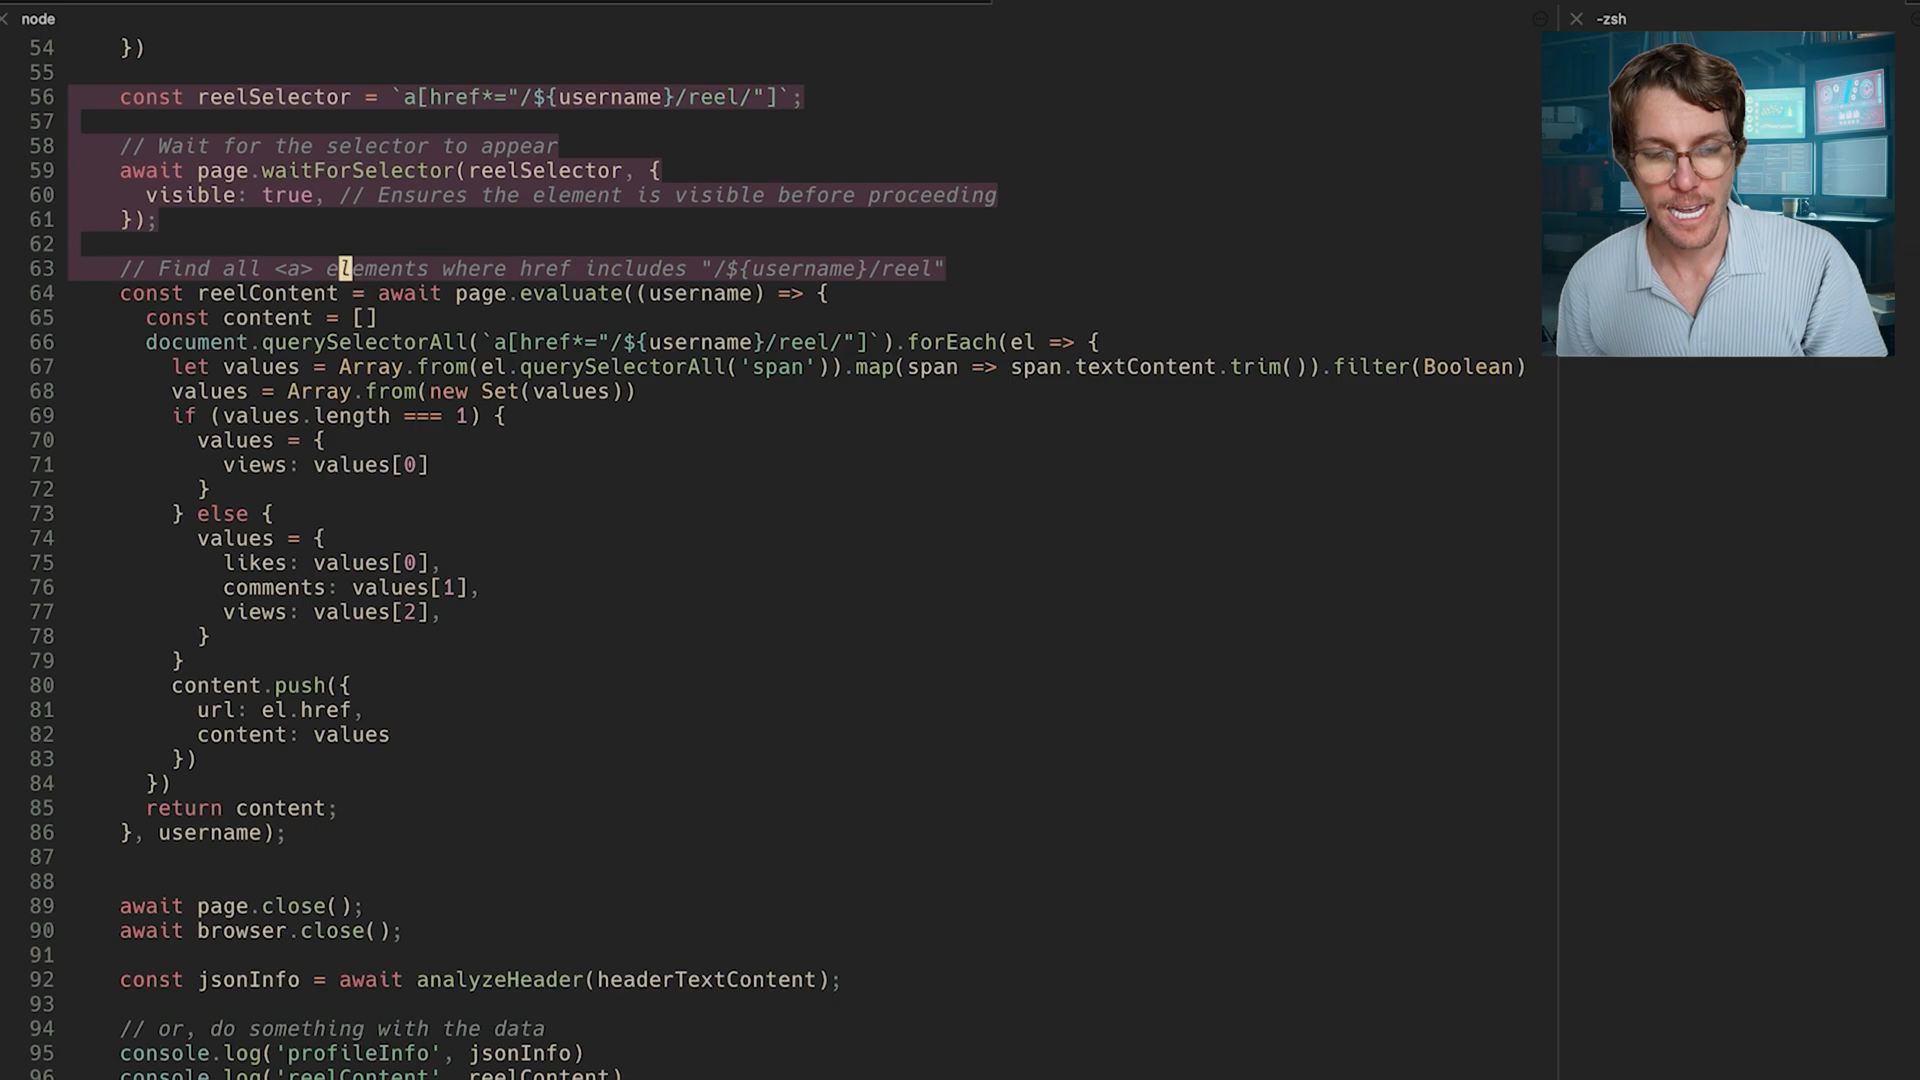 node
-zsh
54 })
55
56 const reelSelector = `a[href*="/${username}/reel/"]`;
57
58 // Wait for the selector to appear
59 await page.waitForSelector(reelSelector, {
60 visible: true, // Ensures the element is visible before proceeding
61 });
62
63 // Find all <a> elements where href includes "/${username}/reel"
64 const reelContent = await page.evaluate((username) => {
65 const content = []
66 document.querySelectorAll(`a[href*="/${username}/reel/"]`).forEach(el => {
67 let values = Array.from(el.querySelectorAll('span')).map(span => span.textContent.trim()).filter(Boolean)
68 values = Array.from(new Set(values))
69 if (values.length === 1) {
70 values = {
71 views: values[0]
72 }
73 } else {
74 values = {
75 likes: values[0],
76 comments: values[1],
77 views: values[2],
78 }
79 }
80 content.push({
81 url: el.href,
82 content: values
83 })
84 })
85 return content;
86 }, username);
87
88
89 await page.close();
90 await browser.close();
91
92 const jsonInfo = await analyzeHeader(headerTextContent);
93
94 // or, do something with the data
95 console.log('profileInfo', jsonInfo)
96 console.log('reelContent', reelContent)